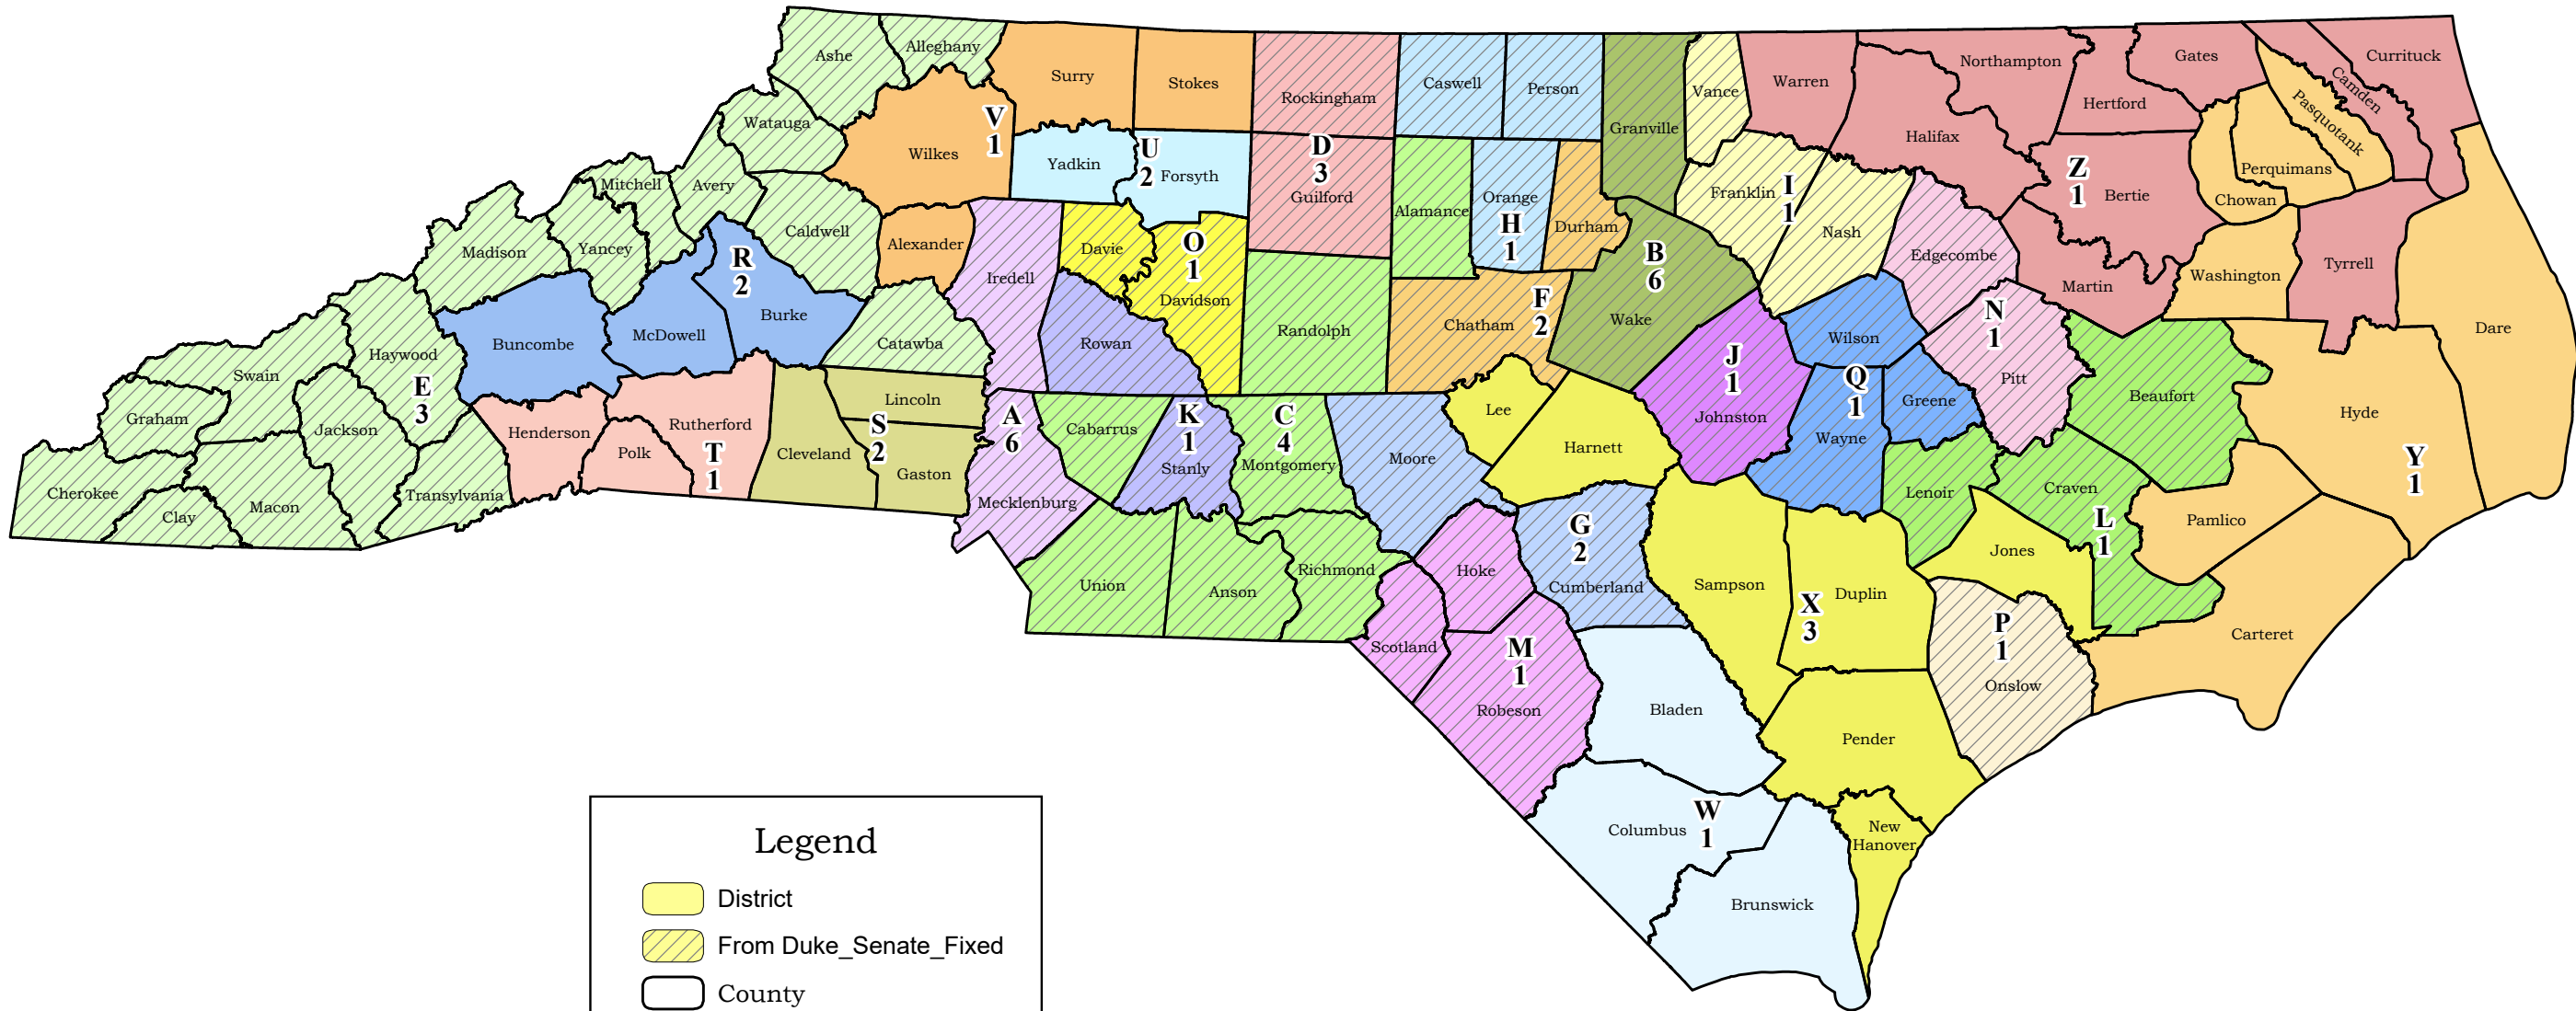 Ashe
Alleghany
Surry
Stokes
Rockingham
Caswell
Person
Granville
Vance
Warren
Northampton
Halifax
Hertford
Gates
Camden
Currituck
Pasquotank
Perquimans
Chowan
Bertie
Z
1
Watauga
Wilkes
V
1
Yadkin
U
2
Forsyth
D
3
Guilford
Alamance
Orange
H
1
Durham
Franklin
I
1
Nash
Edgecombe
Martin
Washington
Tyrrell
Dare
Mitchell
Avery
Yancey
Madison
Caldwell
Alexander
Iredell
Davie
O
1
Davidson
Randolph
Chatham
F
2
B
6
Wake
Wilson
N
1
Pitt
Beaufort
Hyde
Y
1
R
2
Burke
McDowell
Buncombe
Haywood
E
3
Swain
Graham
Jackson
Cherokee
Clay
Macon
Transylvania
Henderson
Polk
Rutherford
T
1
Cleveland
Lincoln
S
2
Gaston
Catawba
Rowan
A
6
Mecklenburg
Cabarrus
K
1
Stanly
C
4
Montgomery
Moore
Lee
Harnett
J
1
Johnston
Q
1
Wayne
Greene
Lenoir
Craven
L
1
Pamlico
Jones
Carteret
Union
Anson
Richmond
Scotland
Hoke
G
2
Cumberland
Sampson
X
3
Duplin
P
1
Onslow
M
1
Robeson
Bladen
Pender
Columbus
W
1
New
Hanover
Brunswick
Legend
District
From Duke_Senate_Fixed
County